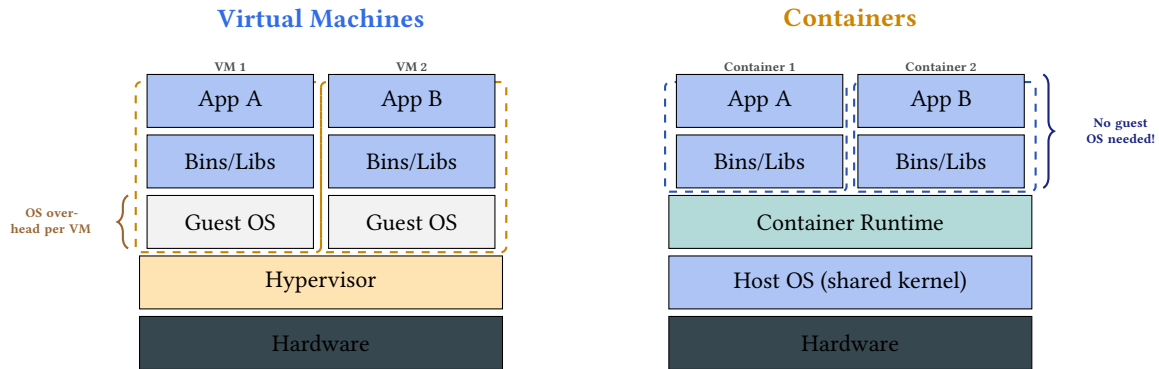 Virtual Machines
VM 1
VM 2
App A
App B
Bins/Libs
Bins/Libs
OS over-
head per VM
Guest OS
Guest OS
Hypervisor
Hardware
Containers
Container 1
Container 2
App A
App B
No guest
OS needed!
Bins/Libs
Bins/Libs
Container Runtime
Host OS (shared kernel)
Hardware